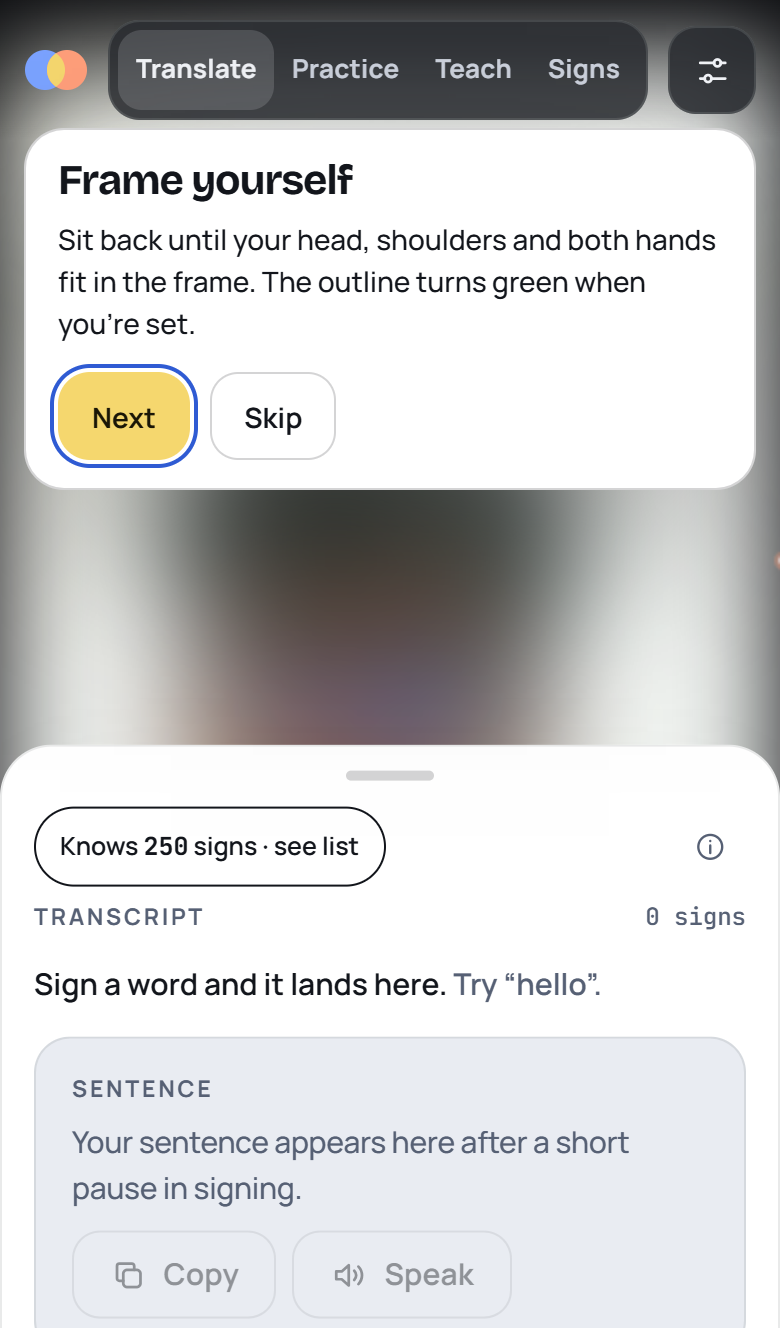 Translate Practice Teach Signs
Frame yourself
Sit back until your head, shoulders and both hands
fit in the frame. The outline turns green when
you’re set.
Next Skip
Knows 250 signs · see list
TRANSCRIPT 0 signs
Sign a word and it lands here. Try “hello”.
SENTENCE
Your sentence appears here after a short
pause in signing.
Copy Speak